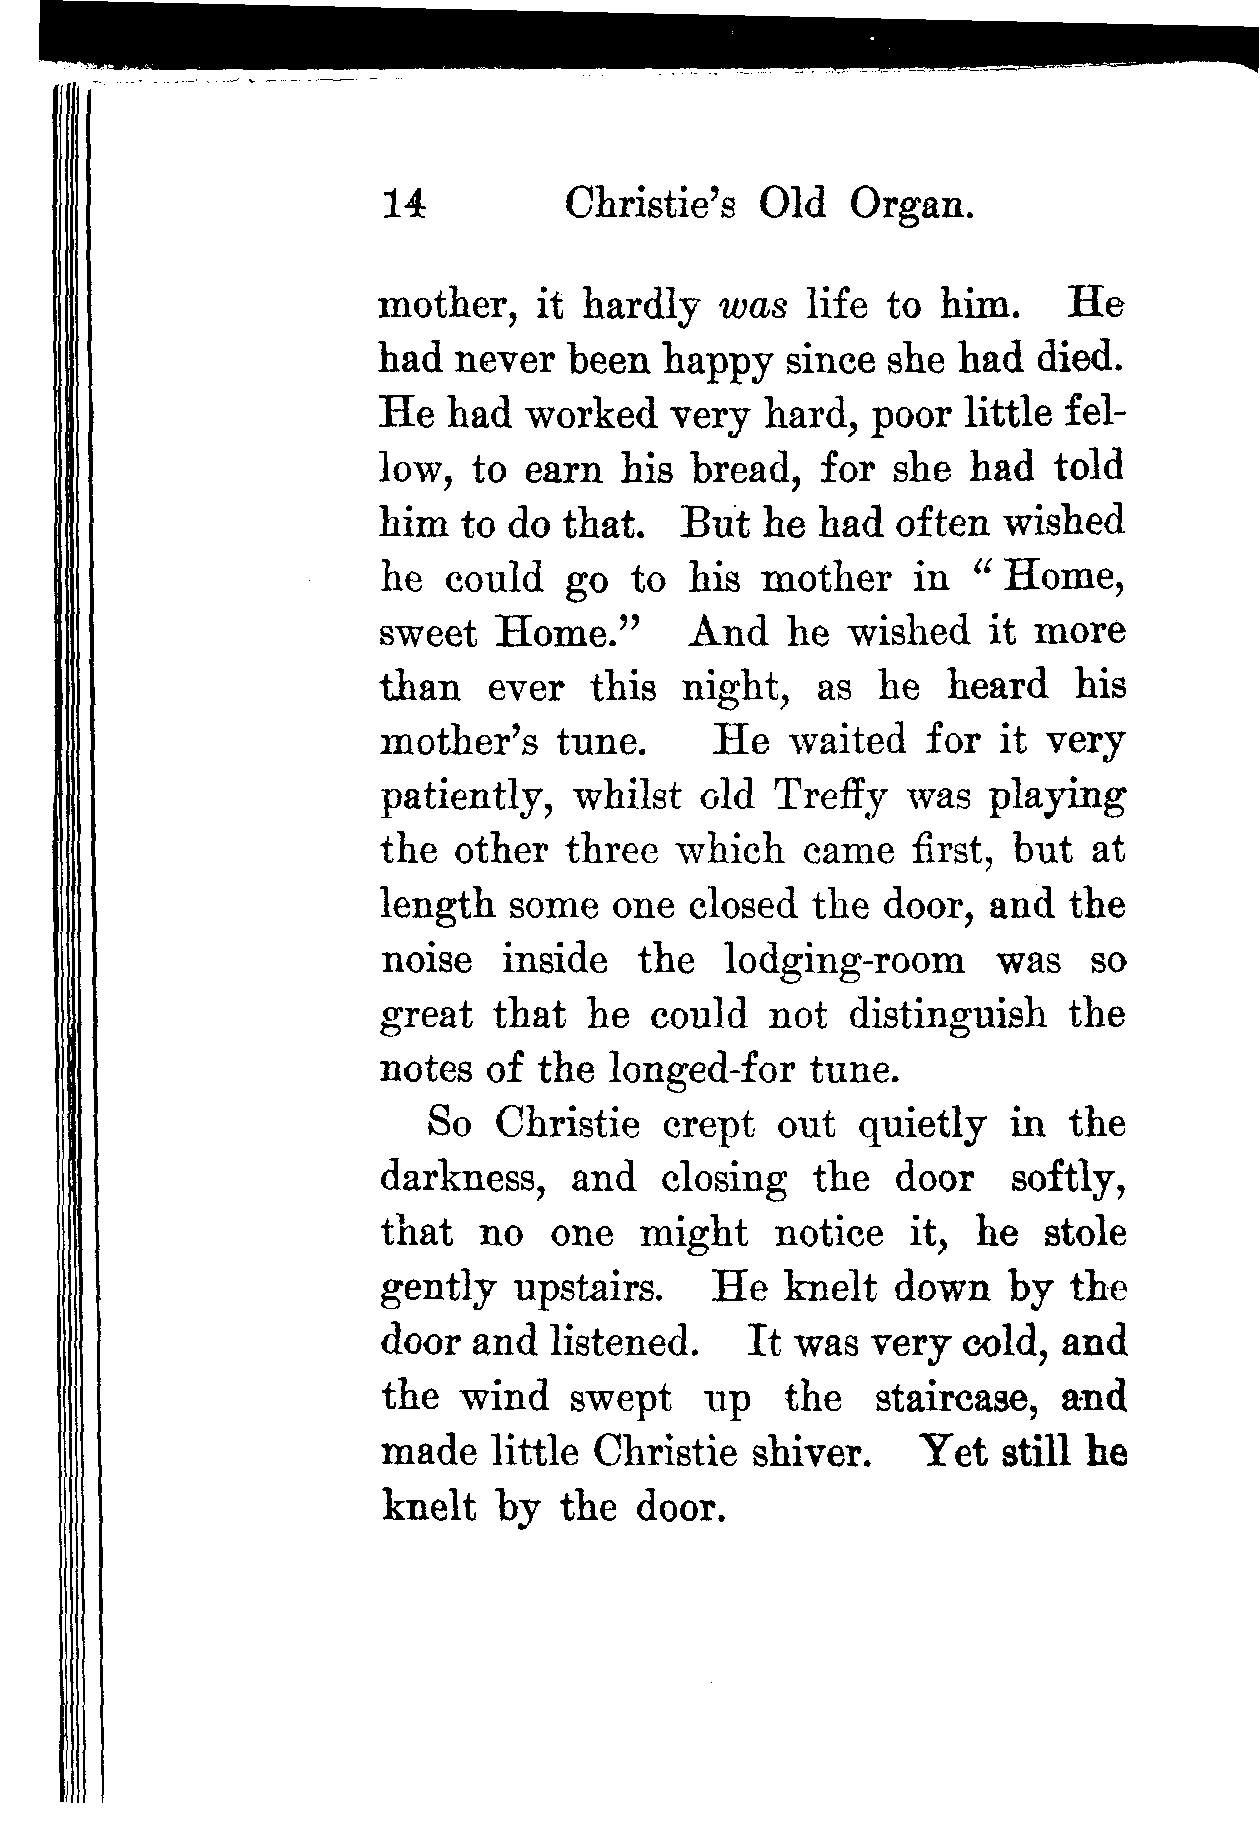 14 Christie's Old Organ.
mother, it hardly was life to him. He
had never been happy since she had died.
He had worked very hard, poor little fel-
low, to earn his bread, for she had told
him to do that. But he had often wished
he could go to his mother in "Home,
sweet Home." And he wished it more
than ever this night, as he heard his
mother's tune. He waited for it very
patiently, whilst old Treffy was playing
the other three which came first, but at
length some one closed the door, and the
noise inside the lodging-room was so
great that he could not distinguish the
notes of the longed-for tune.
So Christie crept out quietly in the
darkness, and closing the door softly,
that no one might notice it, he stole
gently upstairs. He knelt down by the
door and listened. It was very cold, and
the wind swept up the staircase, and
made little Christie shiver. Yet still he
knelt by the door.